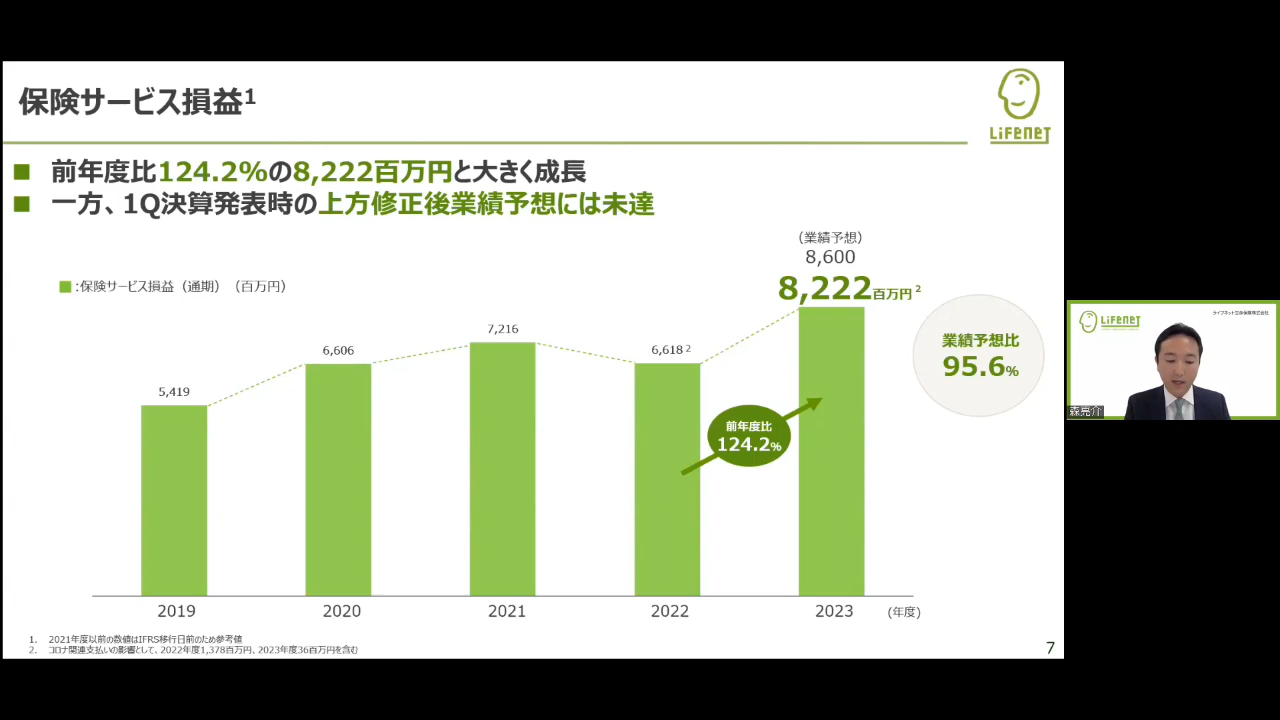 保険サービス損益1
LIFENET
■ 前年度比124.2%の8,222百万円と大きく成長
■ 一方、1Q決算発表時の上方修正後業績予想には未達
(業績予想)
8,600
8,222百万円2
■:保険サービス損益（通期）（百万円）
5,419
6,606
7,216
6,6182
前年度比
124.2%
業績予想比
95.6%
2019
2020
2021
2022
2023
(年度)
1. 2021年度以前の数値はIFRS移行日前のため参考値
2. コロナ関連支払いの影響として、2022年度1,378百万円、2023年度36百万円を含む
7
LIFENET
ライフネット生命保険株式会社
森亮介